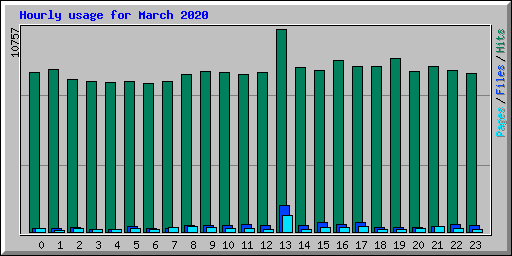 Hourly usage for March 2020
10757
Pages/Files/Hits
0 1 2 3 4 5 6 7 8 9 10 11 12 13 14 15 16 17 18 19 20 21 22 23